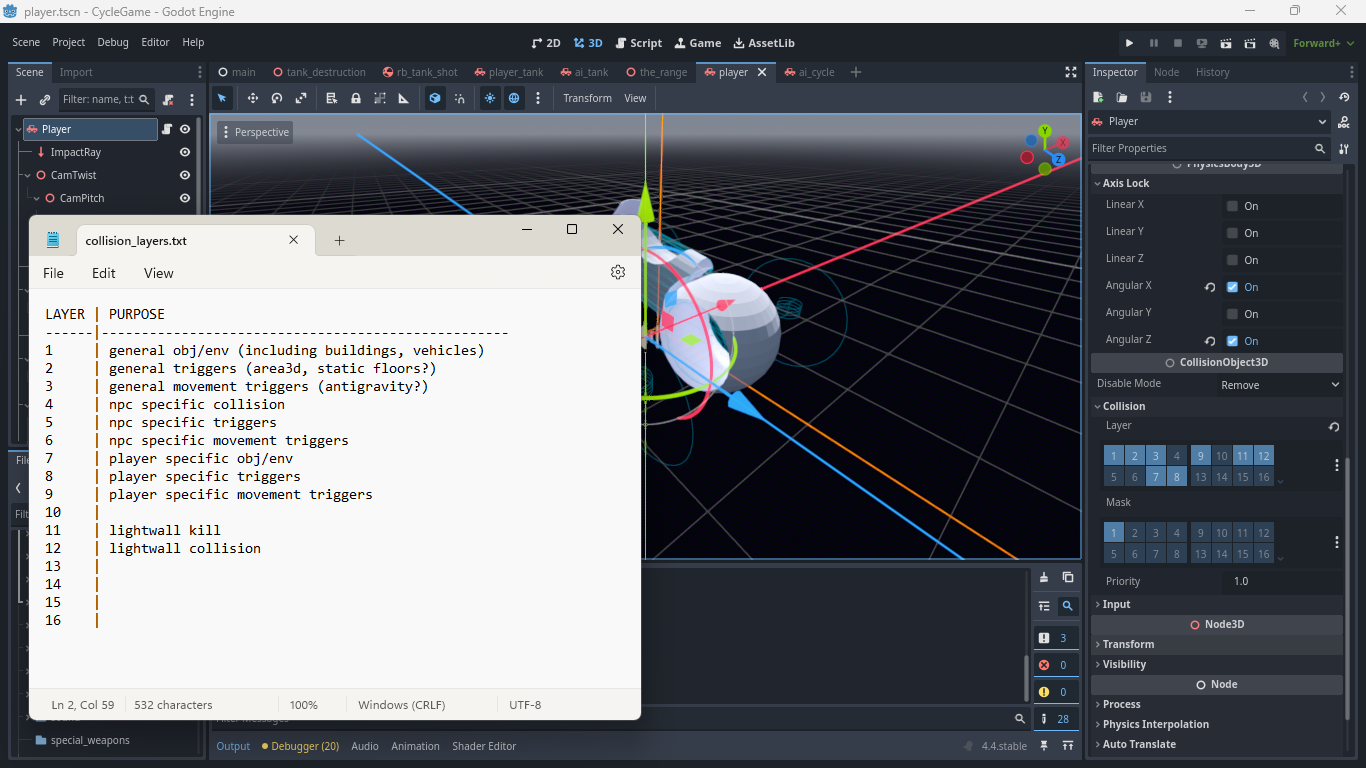 player.tscn - CycleGame - Godot Engine
Scene Project Debug Editor Help
2D 3D Script Game AssetLib
Forward+
Scene Import
main tank_destruction rb_tank_shot player_tank ai_tank the_range player ai_cycle
Inspector Node History
Filter: name, t:t
Transform View
Player
ImpactRay
CamTwist
CamPitch
Perspective
Y
X
Z
collision_layers.txt
File Edit View
LAYER | PURPOSE
------|---------------------------------------------------
1 | general obj/env (including buildings, vehicles)
2 | general triggers (area3d, static floors?)
3 | general movement triggers (antigravity?)
4 | npc specific collision
5 | npc specific triggers
6 | npc specific movement triggers
7 | player specific obj/env
8 | player specific triggers
9 | player specific movement triggers
10 |
11 | lightwall kill
12 | lightwall collision
13 |
14 |
15 |
16 |
Ln 2, Col 59 532 characters 100% Windows (CRLF) UTF-8
special_weapons
3
0
0
28
Filter Messages
Output Debugger (20) Audio Animation Shader Editor
4.4.stable
Player
Filter Properties
PhysicsBody3D
Axis Lock
Linear X On
Linear Y On
Linear Z On
Angular X On
Angular Y On
Angular Z On
CollisionObject3D
Disable Mode Remove
Collision
Layer
1 2 3 4 9 10 11 12
5 6 7 8 13 14 15 16
Mask
1 2 3 4 9 10 11 12
5 6 7 8 13 14 15 16
Priority 1.0
Input
Node3D
Transform
Visibility
Node
Process
Physics Interpolation
Auto Translate